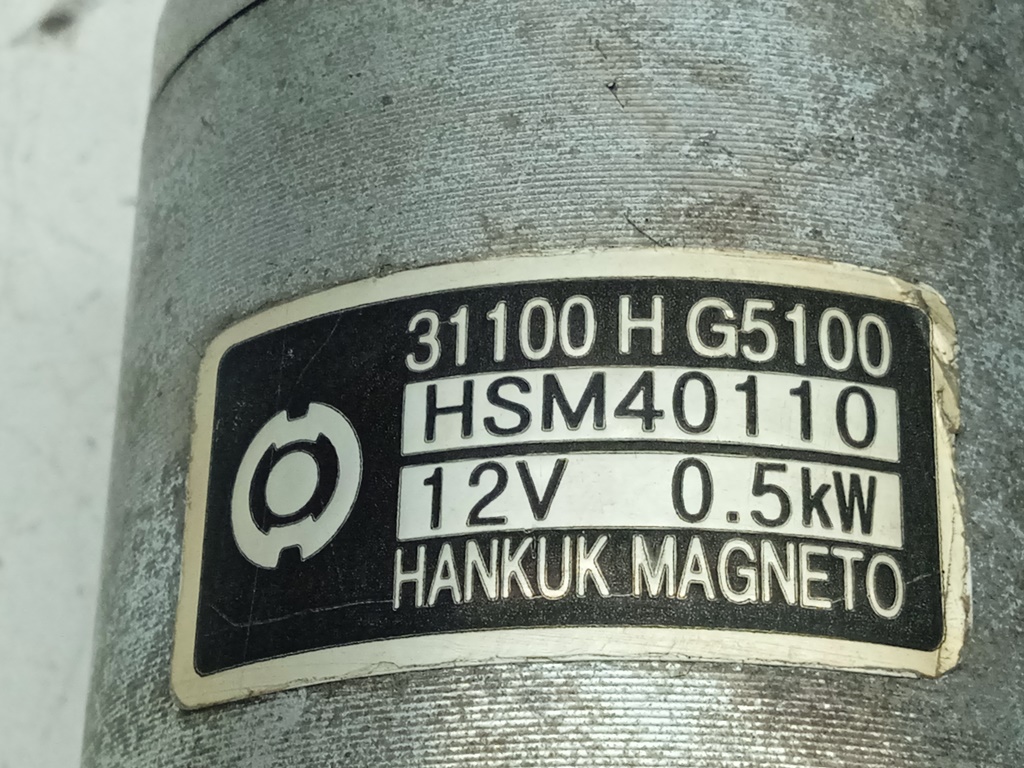 31100 H G5100
HSM40110
12V 0.5kW
HANKUK MAGNETO